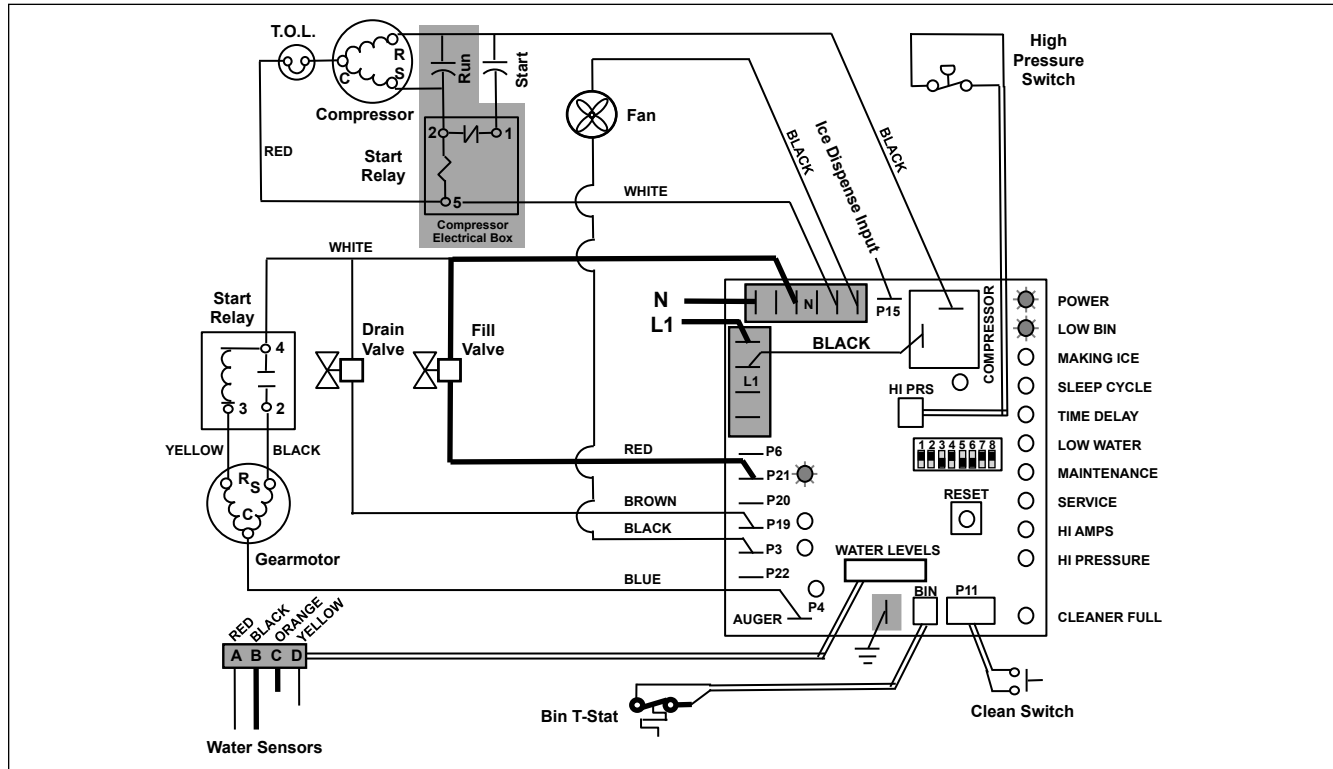 T.O.L.
R
S
C
Compressor
Run
Start
2
1
5
Start
Relay
Compressor
Electrical Box
RED
WHITE
Fan
BLACK
Ice Dispense Input
BLACK
High
Pressure
Switch
WHITE
Start
Relay
4
3
2
YELLOW
BLACK
R
S
C
Gearmotor
Drain
Valve
Fill
Valve
N
L1
N
L1
P15
BLACK
COMPRESSOR
HI PRS
1 2 3 4 5 6 7 8
RESET
P6
RED
P21
P20
BROWN
P19
BLACK
P3
P22
BLUE
P4
AUGER
WATER LEVELS
BIN
P11
POWER
LOW BIN
MAKING ICE
SLEEP CYCLE
TIME DELAY
LOW WATER
MAINTENANCE
SERVICE
HI AMPS
HI PRESSURE
CLEANER FULL
RED
BLACK
ORANGE
YELLOW
A B C D
Water Sensors
Bin T-Stat
Clean Switch